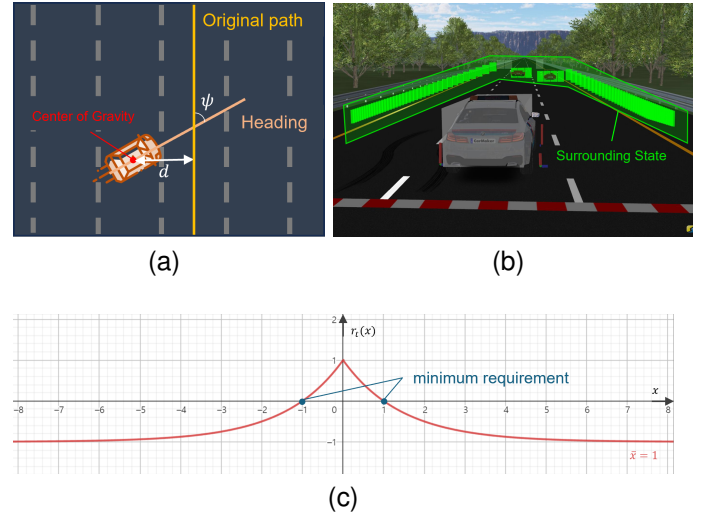 Original path
ψ
Center of Gravity
Heading
d
(a)
Surrounding State
(b)
2
r_t(x)
1
minimum requirement
x
−8 −7 −6 −5 −4 −3 −2 −1 0 1 2 3 4 5 6 7 8
−1
x̄ = 1
(c)